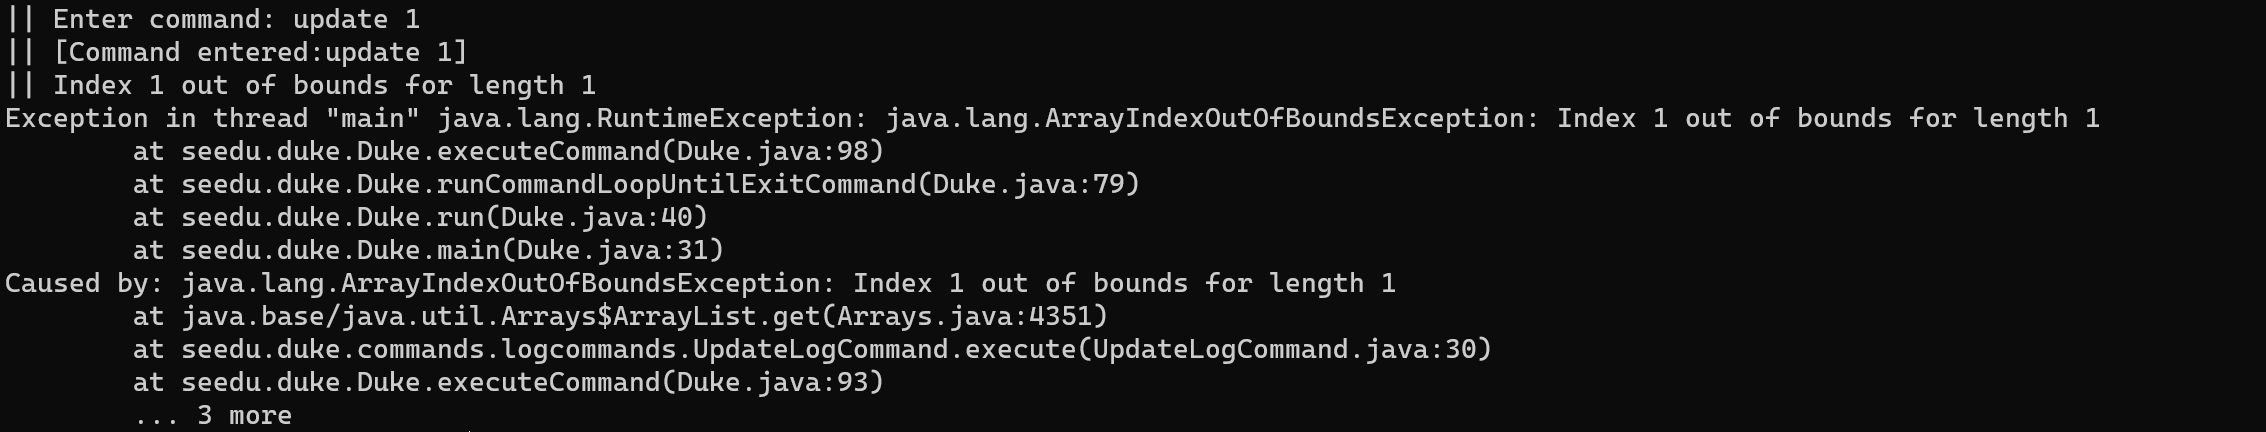 || Enter command: update 1
|| [Command entered:update 1]
|| Index 1 out of bounds for length 1
Exception in thread "main" java.lang.RuntimeException: java.lang.ArrayIndexOutOfBoundsException: Index 1 out of bounds for length 1
        at seedu.duke.Duke.executeCommand(Duke.java:98)
        at seedu.duke.Duke.runCommandLoopUntilExitCommand(Duke.java:79)
        at seedu.duke.Duke.run(Duke.java:40)
        at seedu.duke.Duke.main(Duke.java:31)
Caused by: java.lang.ArrayIndexOutOfBoundsException: Index 1 out of bounds for length 1
        at java.base/java.util.Arrays$ArrayList.get(Arrays.java:4351)
        at seedu.duke.commands.logcommands.UpdateLogCommand.execute(UpdateLogCommand.java:30)
        at seedu.duke.Duke.executeCommand(Duke.java:93)
        ... 3 more